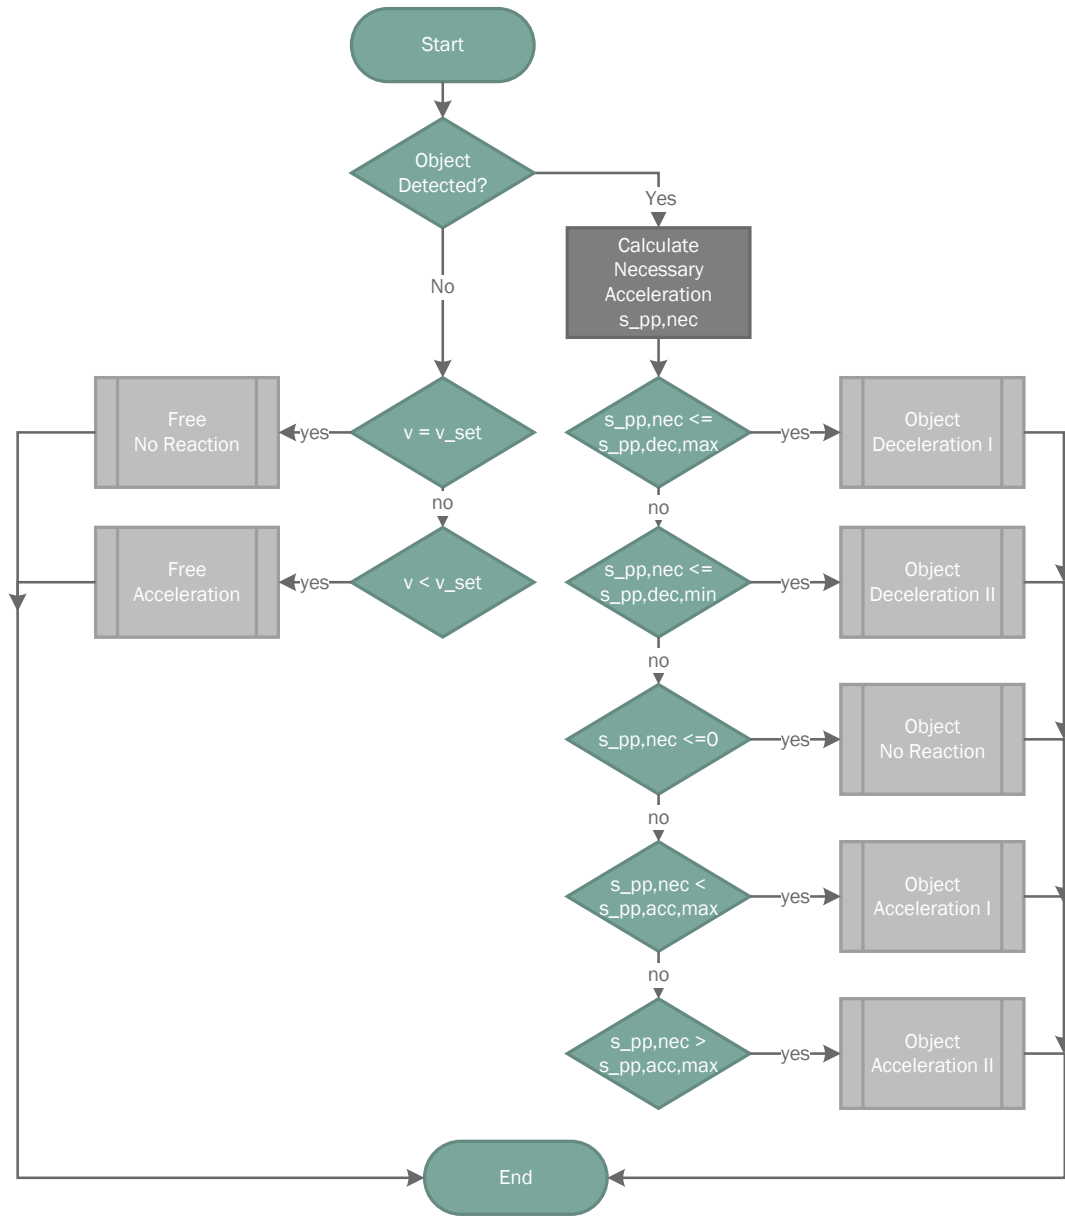 Start
Object
Detected?
Yes
Calculate
Necessary
Acceleration
s_pp,nec
No
Free
No Reaction
yes
v = v_set
s_pp,nec <=
s_pp,dec,max
yes
Object
Deceleration I
no
no
Free
Acceleration
yes
v < v_set
s_pp,nec <=
s_pp,dec,min
yes
Object
Deceleration II
no
s_pp,nec <=0
yes
Object
No Reaction
no
s_pp,nec <
s_pp,acc,max
yes
Object
Acceleration I
no
s_pp,nec >
s_pp,acc,max
yes
Object
Acceleration II
End